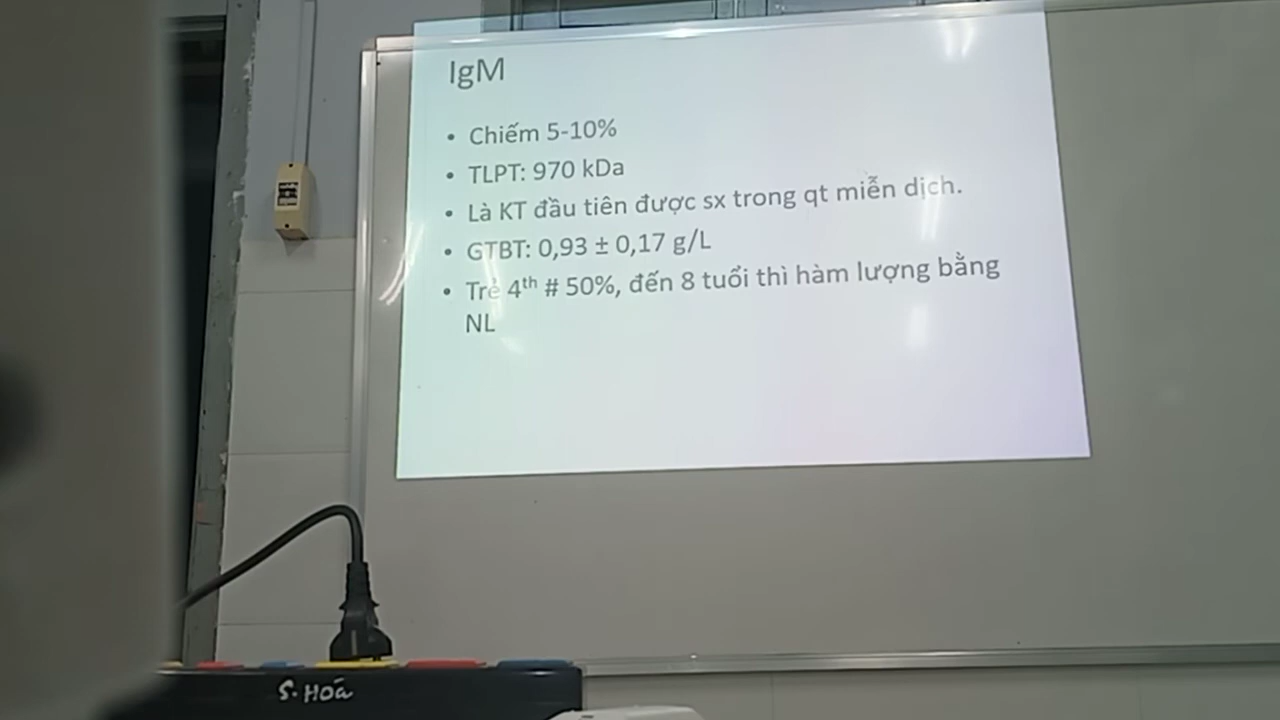 IgM
• Chiếm 5-10%
• TLPT: 970 kDa
• Là KT đầu tiên được sx trong qt miễn dịch.
• GTBT: 0,93 ± 0,17 g/L
• Trẻ 4ᵗʰ # 50%, đến 8 tuổi thì hàm lượng bằng
NL
S. HOÁ